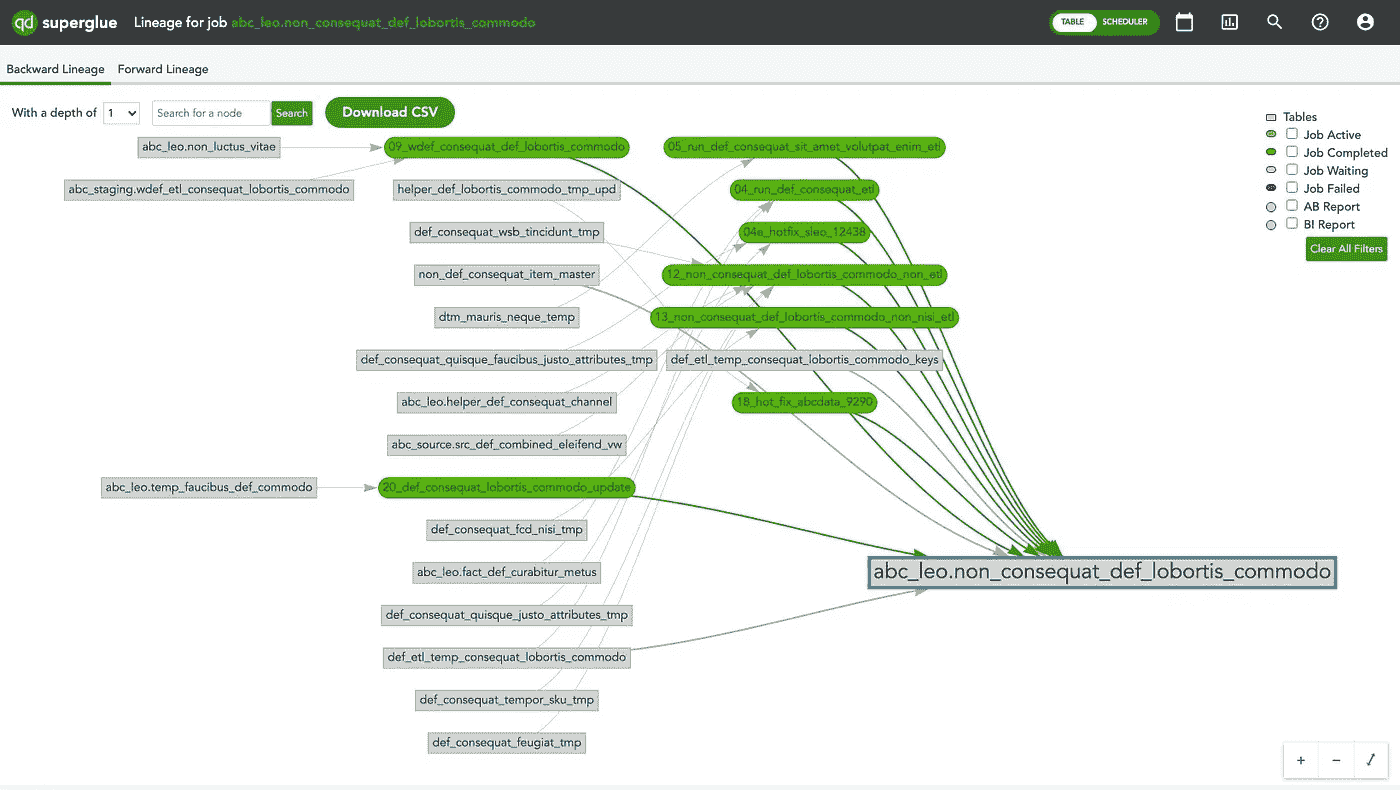 qd superglue Lineage for job abc_leo.non_consequat_def_lobortis_commodo TABLE SCHEDULER
Backward Lineage Forward Lineage
With a depth of 1 Search for a node Search Download CSV
Tables
Job Active
Job Completed
Job Waiting
Job Failed
AB Report
BI Report
Clear All Filters
abc_leo.non_luctus_vitae 09_wdef_consequat_def_lobortis_commodo 05_run_def_consequat_sit_amet_volutpat_enim_etl
abc_staging.wdef_etl_consequat_lobortis_commodo helper_def_lobortis_commodo_tmp_upd 04_run_def_consequat_etl
def_consequat_wsb_tincidunt_tmp 04a_hotfix_sleo_12438
non_def_consequat_item_master 12_non_consequat_def_lobortis_commodo_non_etl
dtm_mauris_neque_temp 13_non_consequat_def_lobortis_commodo_non_nisi_etl
def_consequat_quisque_faucibus_justo_attributes_tmp def_etl_temp_consequat_lobortis_commodo_keys
abc_leo.helper_def_consequat_channel 18_hot_fix_abcdata_9290
abc_source.src_def_combined_eleifend_vw
abc_leo.temp_faucibus_def_commodo 20_def_consequat_lobortis_commodo_update
def_consequat_fcd_nisi_tmp
abc_leo.fact_def_curabitur_metus abc_leo.non_consequat_def_lobortis_commodo
def_consequat_quisque_justo_attributes_tmp
def_etl_temp_consequat_lobortis_commodo
def_consequat_tempor_sku_tmp
def_consequat_feugiat_tmp
+ −